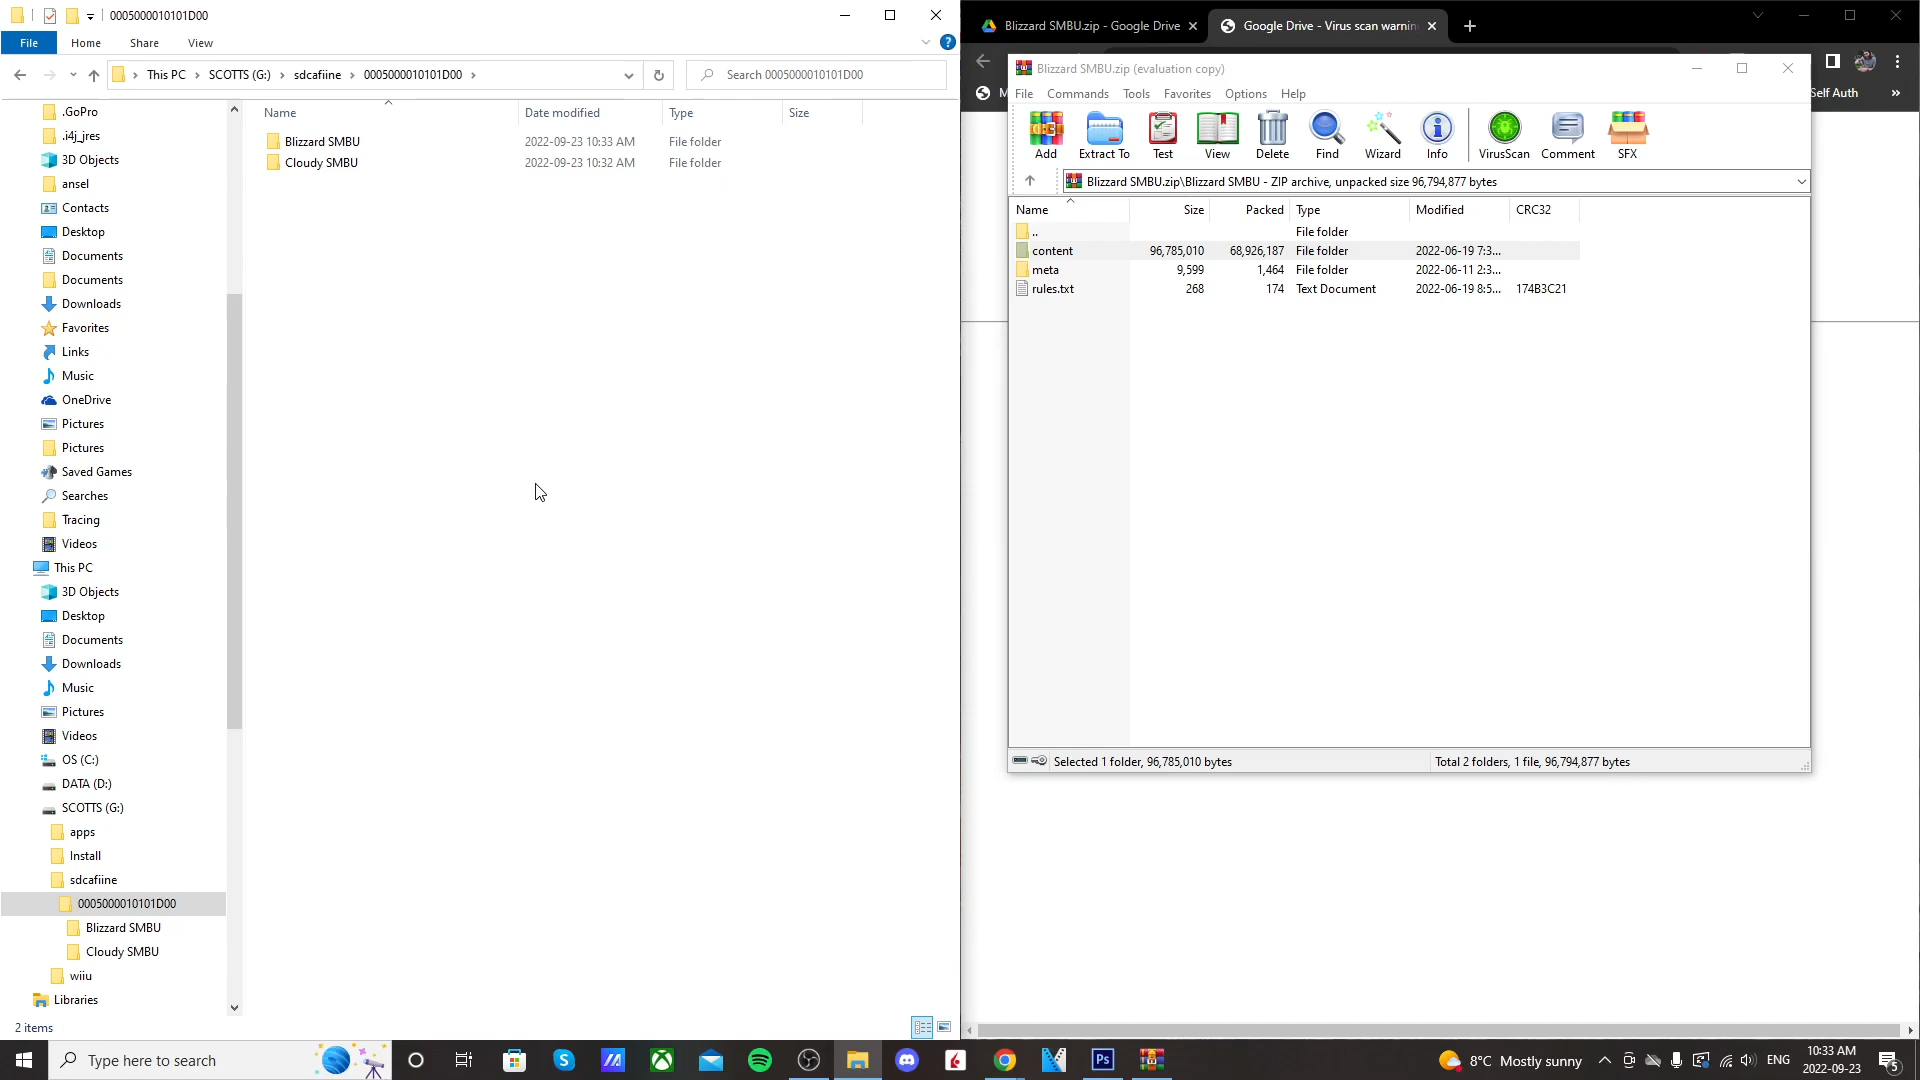 0005000010101D00
File Home Share View
This PC SCOTTS (G:) sdcafiine 0005000010101D00
Search 0005000010101D00
Name Date modified Type Size
Blizzard SMBU 2022-09-23 10:33 AM File folder
Cloudy SMBU 2022-09-23 10:32 AM File folder
.GoPro
.i4j_jres
3D Objects
ansel
Contacts
Desktop
Documents
Documents
Downloads
Favorites
Links
Music
OneDrive
Pictures
Pictures
Saved Games
Searches
Tracing
Videos
This PC
3D Objects
Desktop
Documents
Downloads
Music
Pictures
Videos
OS (C:)
DATA (D:)
SCOTTS (G:)
apps
Install
sdcafiine
0005000010101D00
Blizzard SMBU
Cloudy SMBU
wiiu
Libraries
2 items
Blizzard SMBU.zip - Google Drive
Google Drive - Virus scan warnin
Self Auth
Blizzard SMBU.zip (evaluation copy)
File Commands Tools Favorites Options Help
Add Extract To Test View Delete Find Wizard Info VirusScan Comment SFX
Blizzard SMBU.zip\Blizzard SMBU - ZIP archive, unpacked size 96,794,877 bytes
Name Size Packed Type Modified CRC32
.. File folder
content 96,785,010 68,926,187 File folder 2022-06-19 7:3...
meta 9,599 1,464 File folder 2022-06-11 2:3...
rules.txt 268 174 Text Document 2022-06-19 8:5... 174B3C21
Selected 1 folder, 96,785,010 bytes
Total 2 folders, 1 file, 96,794,877 bytes
Type here to search
8°C Mostly sunny
ENG
10:33 AM
2022-09-23
5